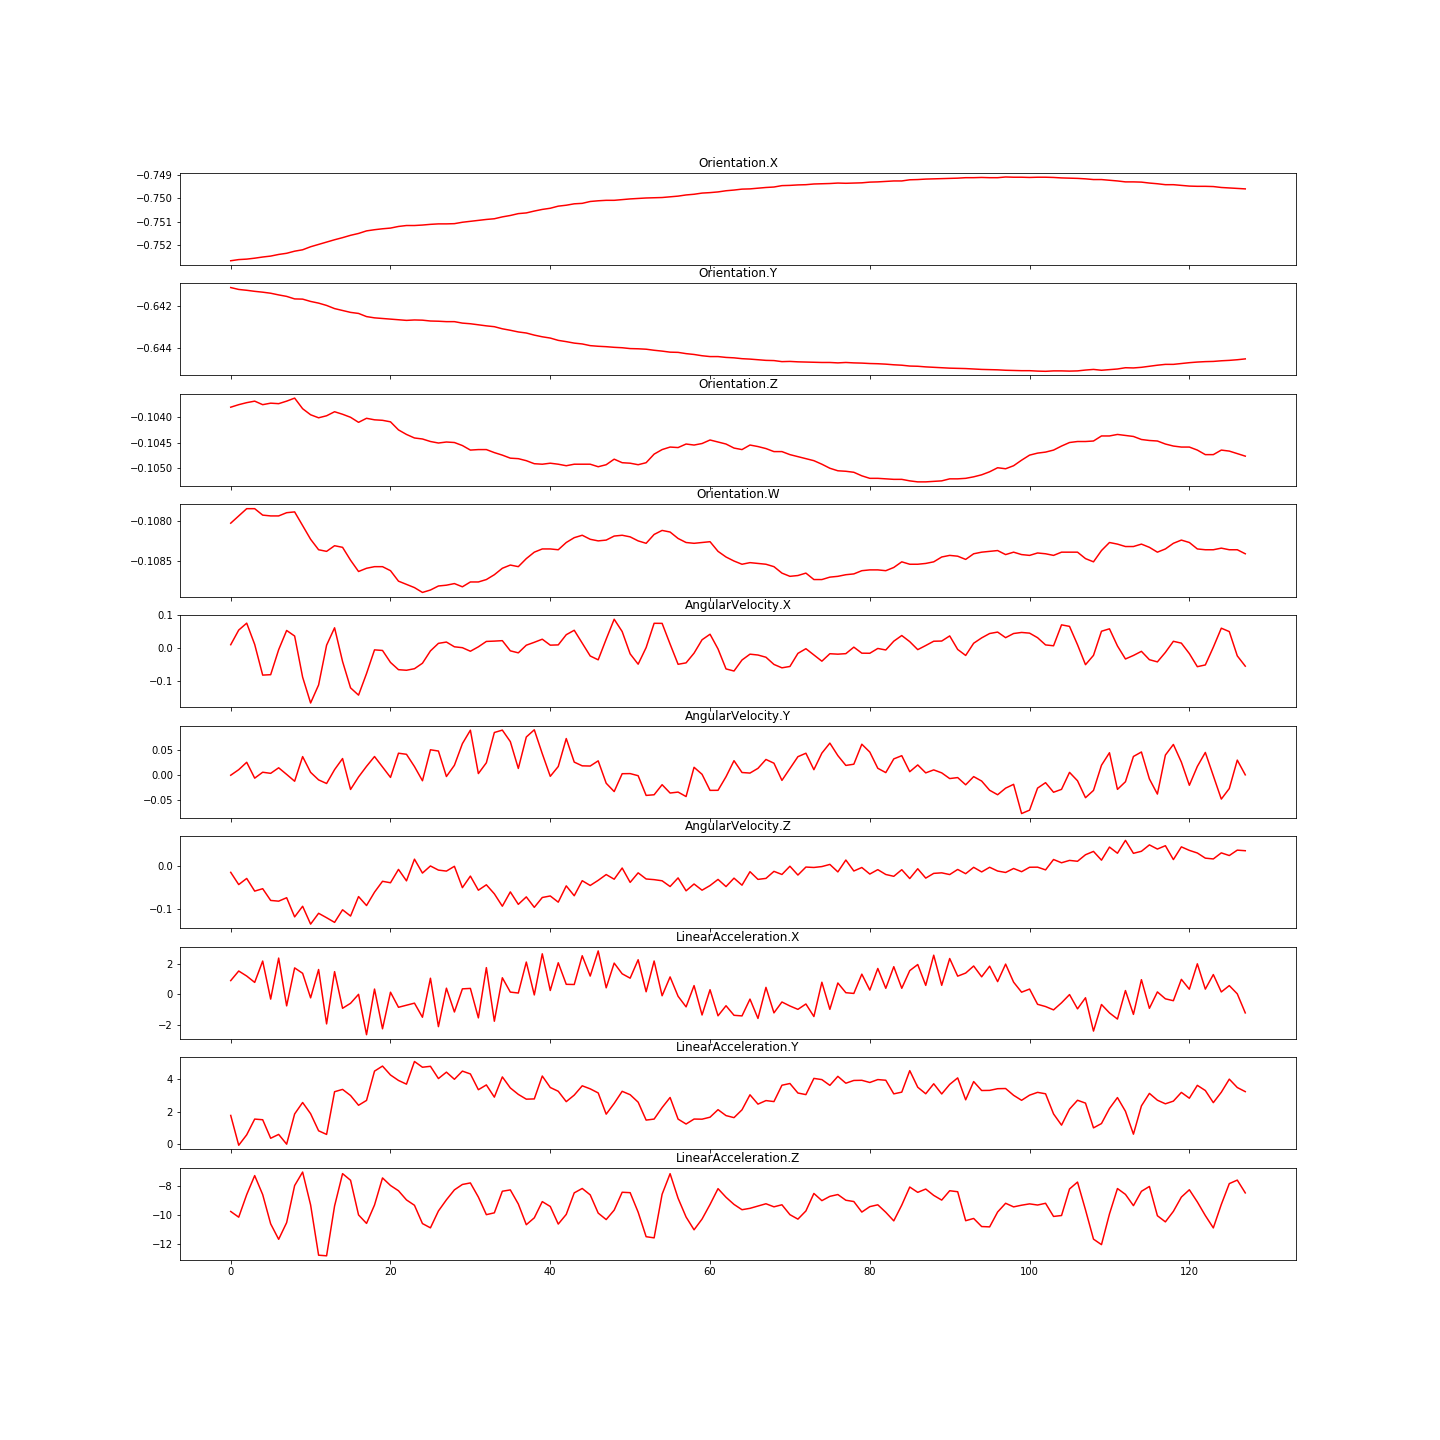 Orientation.X
−0.749
−0.750
−0.751
−0.752
Orientation.Y
−0.642
−0.644
Orientation.Z
−0.1040
−0.1045
−0.1050
Orientation.W
−0.1080
−0.1085
AngularVelocity.X
0.1
0.0
−0.1
AngularVelocity.Y
0.05
0.00
−0.05
AngularVelocity.Z
0.0
−0.1
LinearAcceleration.X
2
0
−2
LinearAcceleration.Y
4
2
0
LinearAcceleration.Z
−8
−10
−12
0 20 40 60 80 100 120